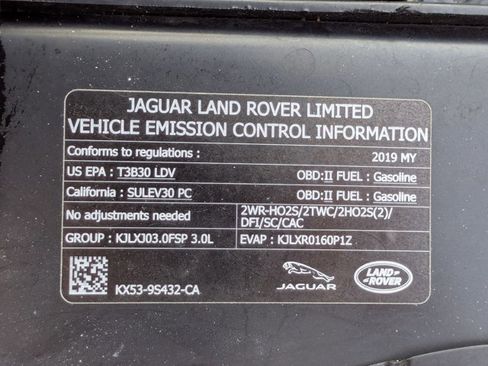 JAGUAR LAND ROVER LIMITED
VEHICLE EMISSION CONTROL INFORMATION
Conforms to regulations : 2019 MY
US EPA : T3B30 LDV OBD:II FUEL : Gasoline
California : SULEV30 PC OBD:II FUEL : Gasoline
No adjustments needed 2WR-HO2S/2TWC/2HO2S(2)/
DFI/SC/CAC
GROUP : KJLXJ03.0FSP 3.0L EVAP : KJLXR0160P1Z
KX53-9S432-CA
JAGUAR
LAND
ROVER